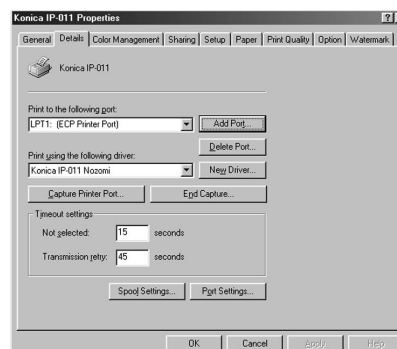 Konica IP-011 Properties
General Details Color Management Sharing Setup Paper Print Quality Option Watermark
Konica IP-011
Print to the following port:
LPT1: (ECP Printer Port) Add Port...
Delete Port...
Print using the following driver:
Konica IP-011 Nozomi New Driver...
Capture Printer Port... End Capture...
Timeout settings
Not selected: 15 seconds
Transmission retry: 45 seconds
Spool Settings... Port Settings...
OK Cancel Apply Help